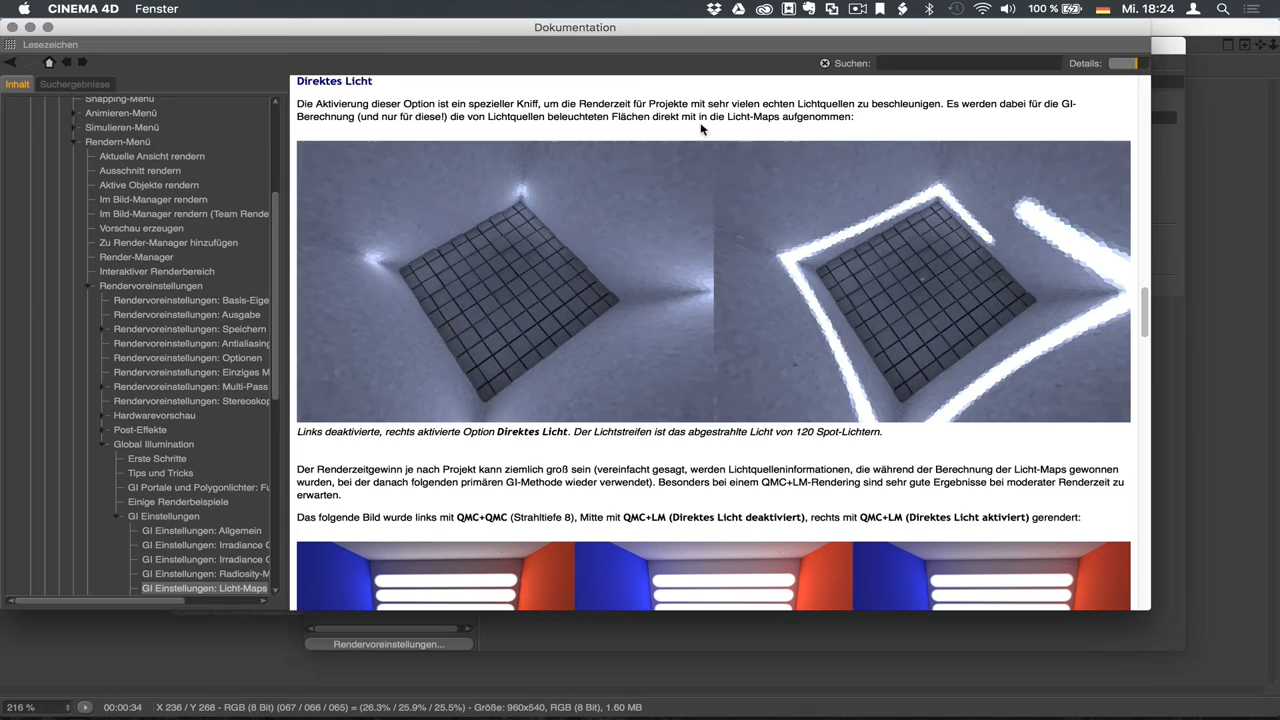 CINEMA 4D Fenster 100 % Mi. 18:24
Dokumentation
Lesezeichen
Suchen: Details:
Inhalt Suchergebnisse
Snapping-Menü
Animieren-Menü
Simulieren-Menü
Rendern-Menü
Aktuelle Ansicht rendern
Ausschnitt rendern
Aktive Objekte rendern
Im Bild-Manager rendern
Im Bild-Manager rendern (Team Rende
Vorschau erzeugen
Zu Render-Manager hinzufügen
Render-Manager
Interaktiver Renderbereich
Rendervoreinstellungen
Rendervoreinstellungen: Basis-Eige
Rendervoreinstellungen: Ausgabe
Rendervoreinstellungen: Speichern
Rendervoreinstellungen: Antialiasing
Rendervoreinstellungen: Optionen
Rendervoreinstellungen: Einziges M
Rendervoreinstellungen: Multi-Pass
Rendervoreinstellungen: Stereoskop
Hardwarevorschau
Post-Effekte
Global Illumination
Erste Schritte
Tips und Tricks
GI Portale und Polygonlichter: Fu
Einige Renderbeispiele
GI Einstellungen
GI Einstellungen: Allgemein
GI Einstellungen: Irradiance C
GI Einstellungen: Irradiance C
GI Einstellungen: Radiosity-M
GI Einstellungen: Licht-Maps
Direktes Licht
Die Aktivierung dieser Option ist ein spezieller Kniff, um die Renderzeit für Projekte mit sehr vielen echten Lichtquellen zu beschleunigen. Es werden dabei für die GI-
Berechnung (und nur für diese!) die von Lichtquellen beleuchteten Flächen direkt mit in die Licht-Maps aufgenommen:
Links deaktivierte, rechts aktivierte Option Direktes Licht. Der Lichtstreifen ist das abgestrahlte Licht von 120 Spot-Lichtern.
Der Renderzeitgewinn je nach Projekt kann ziemlich groß sein (vereinfacht gesagt, werden Lichtquelleninformationen, die während der Berechnung der Licht-Maps gewonnen
wurden, bei der danach folgenden primären GI-Methode wieder verwendet). Besonders bei einem QMC+LM-Rendering sind sehr gute Ergebnisse bei moderater Renderzeit zu
erwarten.
Das folgende Bild wurde links mit QMC+QMC (Strahltiefe 8), Mitte mit QMC+LM (Direktes Licht deaktiviert), rechts mit QMC+LM (Direktes Licht aktiviert) gerendert:
Rendervoreinstellungen...
216 % 00:00:34 X 236 / Y 268 - RGB (8 Bit) (067 / 066 / 065) = (26.3% / 25.9% / 25.5%) - Größe: 960x540, RGB (8 Bit), 1.60 MB